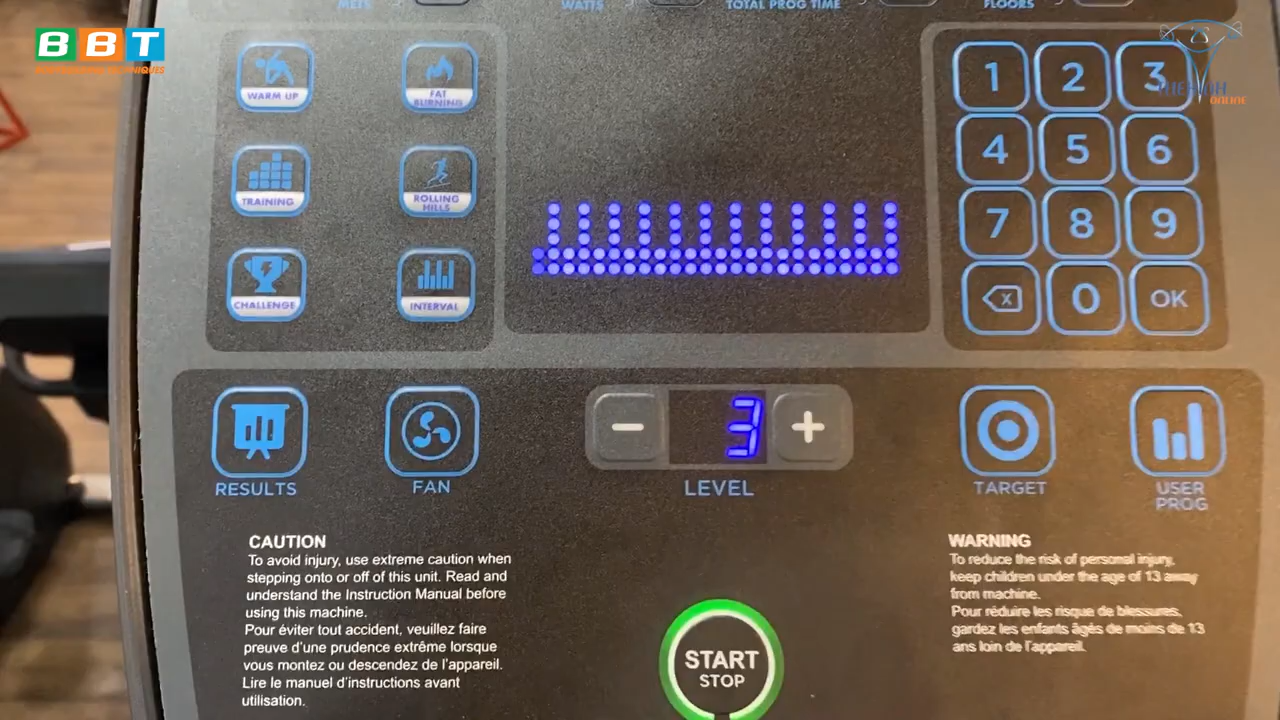 METS
WATTS
TOTAL PROG TIME
FLOORS
BBT
WARM UP
FAT
BURNING
TRAINING
ROLLING
HILLS
CHALLENGE
INTERVAL
1 2 3
4 5 6
7 8 9
X 0 OK
ONLINE
3
RESULTS
FAN
LEVEL
TARGET
USER
PROG
CAUTION
To avoid injury, use extreme caution when
stepping onto or off of this unit. Read and
understand the Instruction Manual before
using this machine.
Pour éviter tout accident, veuillez faire
preuve d'une prudence extrême lorsque
vous montez ou descendez de l'appareil.
Lire le manuel d'instructions avant
utilisation.
START
STOP
WARNING
To reduce the risk of personal injury,
keep children under the age of 13 away
from machine.
Pour réduire les risque de blessures,
gardez les enfants âgés de moins de 13
ans loin de l'appareil.